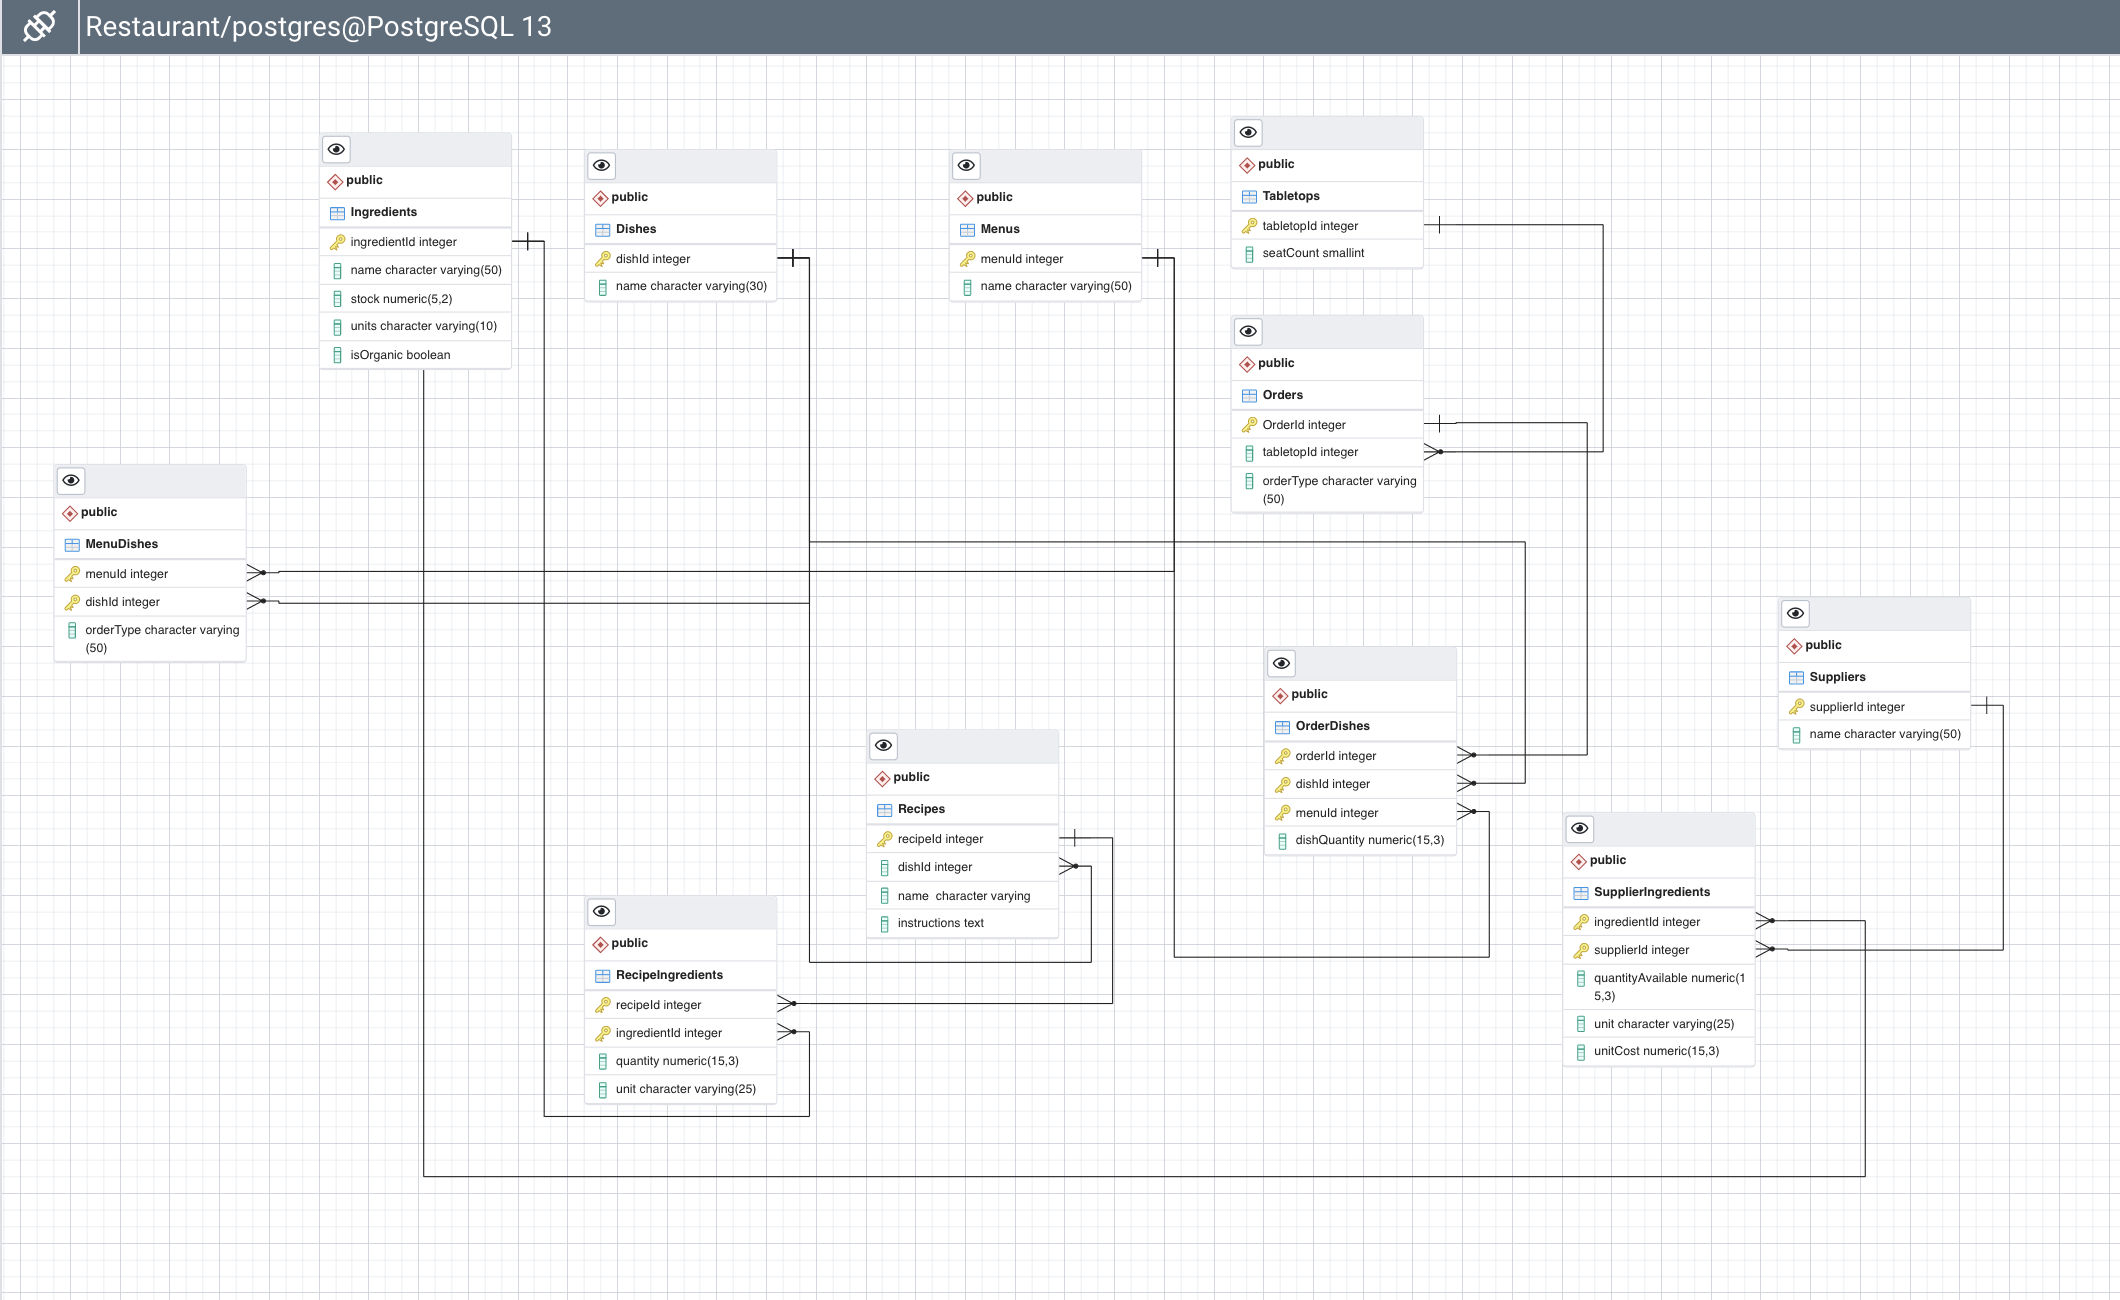 Restaurant/postgres@PostgreSQL 13
public
Ingredients
ingredientId integer
name character varying(50)
stock numeric(5,2)
units character varying(10)
isOrganic boolean
public
Dishes
dishId integer
name character varying(30)
public
Menus
menuId integer
name character varying(50)
public
Tabletops
tabletopId integer
seatCount smallint
public
Orders
OrderId integer
tabletopId integer
orderType character varying
(50)
public
MenuDishes
menuId integer
dishId integer
orderType character varying
(50)
public
Suppliers
supplierId integer
name character varying(50)
public
OrderDishes
orderId integer
dishId integer
menuId integer
dishQuantity numeric(15,3)
public
Recipes
recipeId integer
dishId integer
name  character varying
instructions text
public
SupplierIngredients
ingredientId integer
supplierId integer
quantityAvailable numeric(1
5,3)
unit character varying(25)
unitCost numeric(15,3)
public
RecipeIngredients
recipeId integer
ingredientId integer
quantity numeric(15,3)
unit character varying(25)